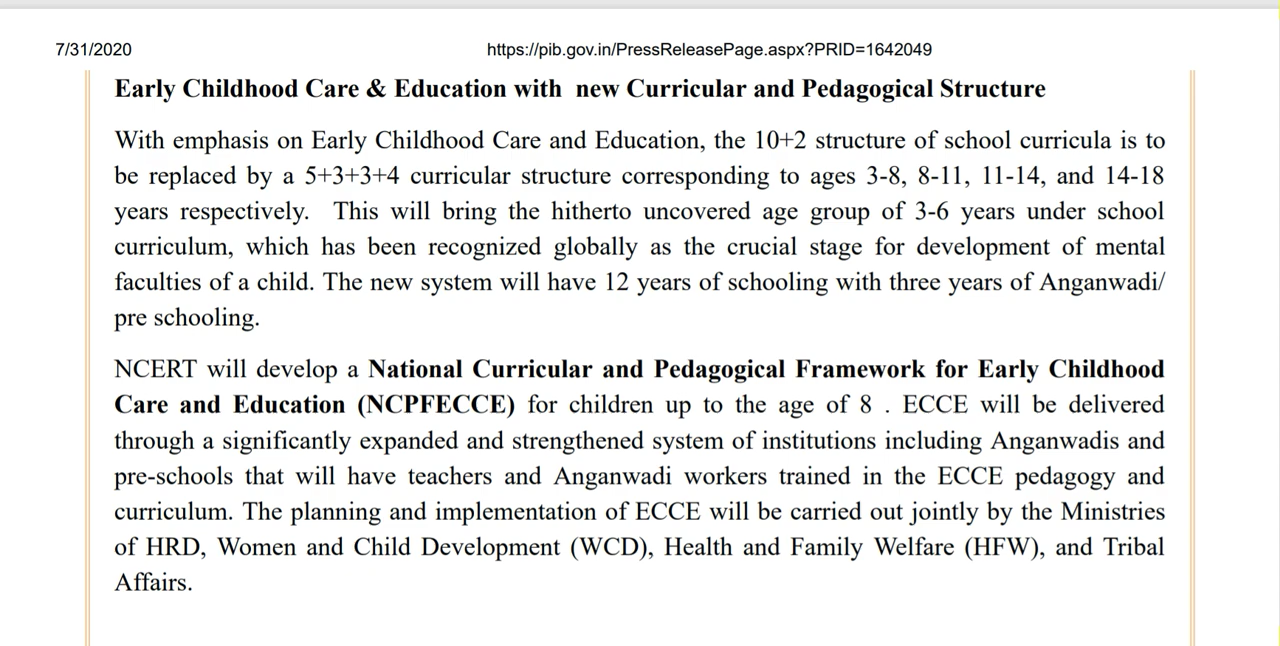 7/31/2020 https://pib.gov.in/PressReleasePage.aspx?PRID=1642049
Early Childhood Care & Education with new Curricular and Pedagogical Structure
With emphasis on Early Childhood Care and Education, the 10+2 structure of school curricula is to
be replaced by a 5+3+3+4 curricular structure corresponding to ages 3-8, 8-11, 11-14, and 14-18
years respectively. This will bring the hitherto uncovered age group of 3-6 years under school
curriculum, which has been recognized globally as the crucial stage for development of mental
faculties of a child. The new system will have 12 years of schooling with three years of Anganwadi/
pre schooling.
NCERT will develop a National Curricular and Pedagogical Framework for Early Childhood
Care and Education (NCPFECCE) for children up to the age of 8 . ECCE will be delivered
through a significantly expanded and strengthened system of institutions including Anganwadis and
pre-schools that will have teachers and Anganwadi workers trained in the ECCE pedagogy and
curriculum. The planning and implementation of ECCE will be carried out jointly by the Ministries
of HRD, Women and Child Development (WCD), Health and Family Welfare (HFW), and Tribal
Affairs.